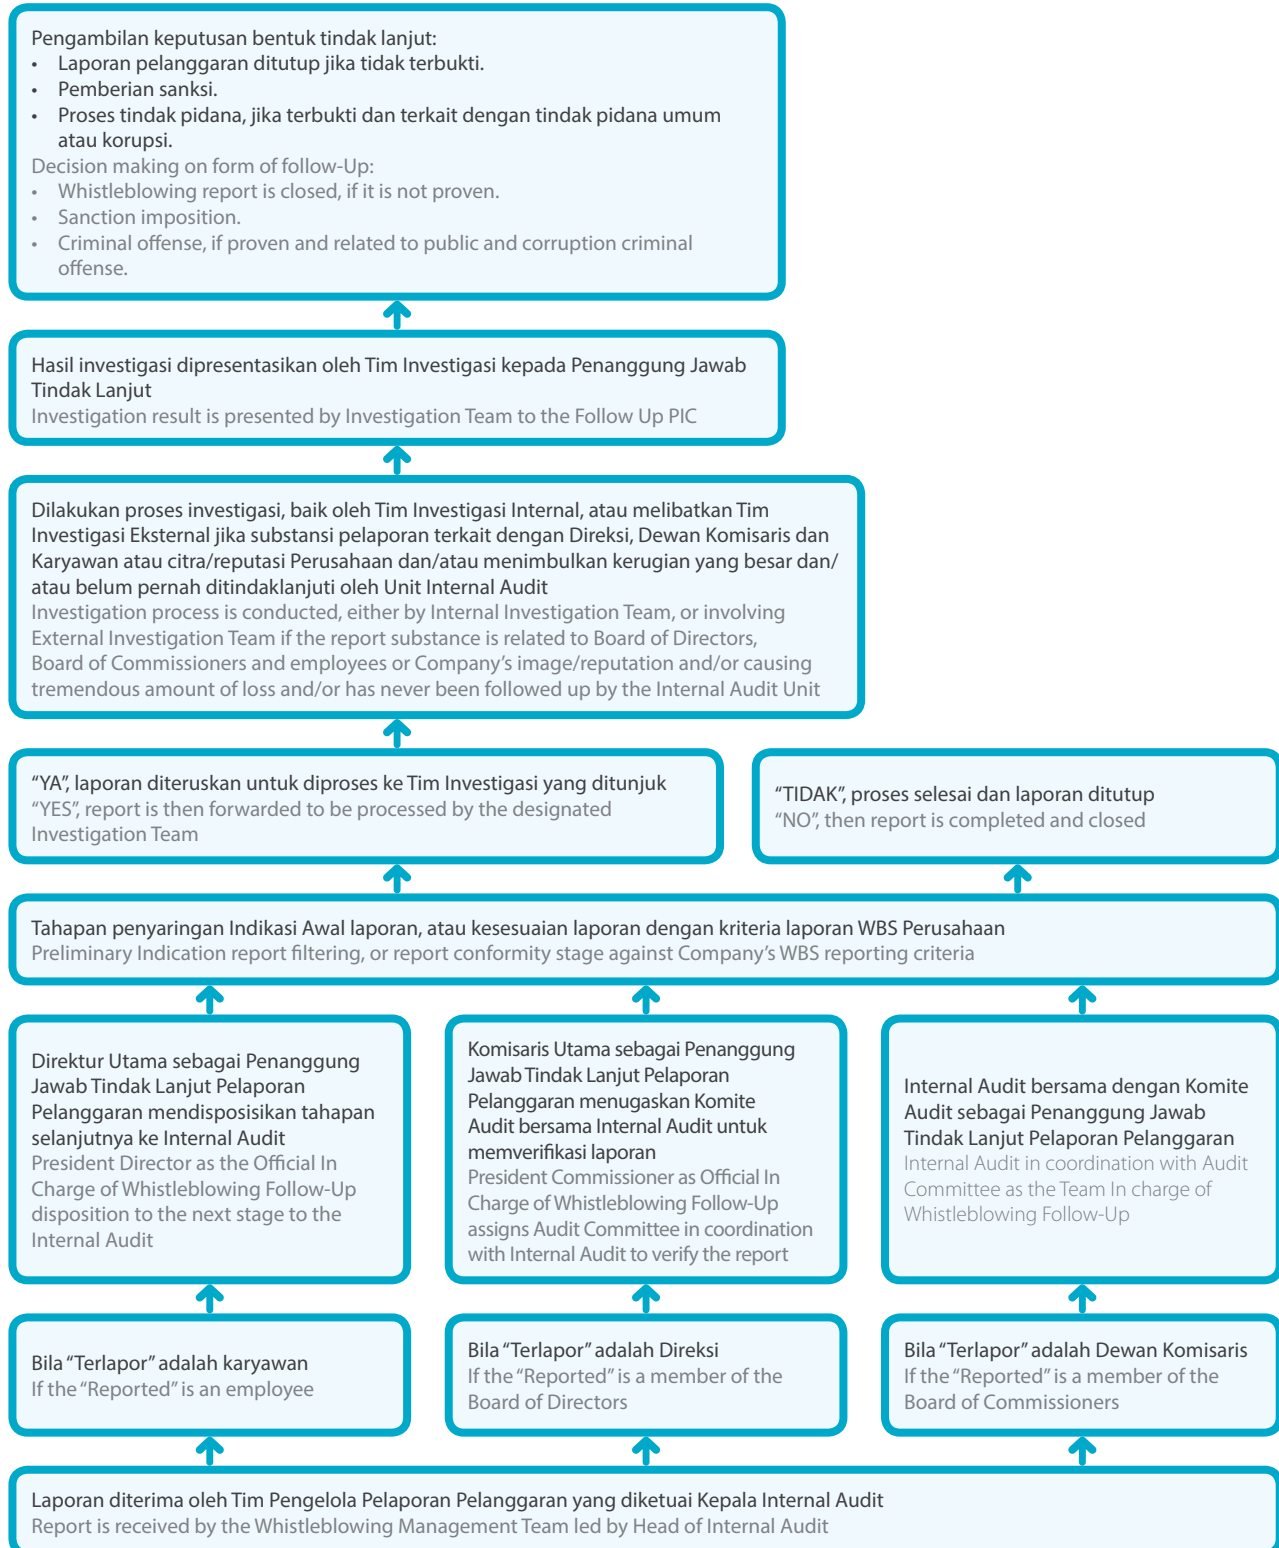 Pengambilan keputusan bentuk tindak lanjut:
• Laporan pelanggaran ditutup jika tidak terbukti.
• Pemberian sanksi.
• Proses tindak pidana, jika terbukti dan terkait dengan tindak pidana umum
atau korupsi.
Decision making on form of follow-Up:
• Whistleblowing report is closed, if it is not proven.
• Sanction imposition.
• Criminal offense, if proven and related to public and corruption criminal
offense.
Hasil investigasi dipresentasikan oleh Tim Investigasi kepada Penanggung Jawab
Tindak Lanjut
Investigation result is presented by Investigation Team to the Follow Up PIC
Dilakukan proses investigasi, baik oleh Tim Investigasi Internal, atau melibatkan Tim
Investigasi Eksternal jika substansi pelaporan terkait dengan Direksi, Dewan Komisaris dan
Karyawan atau citra/reputasi Perusahaan dan/atau menimbulkan kerugian yang besar dan/
atau belum pernah ditindaklanjuti oleh Unit Internal Audit
Investigation process is conducted, either by Internal Investigation Team, or involving
External Investigation Team if the report substance is related to Board of Directors,
Board of Commissioners and employees or Company’s image/reputation and/or causing
tremendous amount of loss and/or has never been followed up by the Internal Audit Unit
“YA”, laporan diteruskan untuk diproses ke Tim Investigasi yang ditunjuk
“YES”, report is then forwarded to be processed by the designated
Investigation Team
“TIDAK”, proses selesai dan laporan ditutup
“NO”, then report is completed and closed
Tahapan penyaringan Indikasi Awal laporan, atau kesesuaian laporan dengan kriteria laporan WBS Perusahaan
Preliminary Indication report filtering, or report conformity stage against Company’s WBS reporting criteria
Direktur Utama sebagai Penanggung
Jawab Tindak Lanjut Pelaporan
Pelanggaran mendisposisikan tahapan
selanjutnya ke Internal Audit
President Director as the Official In
Charge of Whistleblowing Follow-Up
disposition to the next stage to the
Internal Audit
Komisaris Utama sebagai Penanggung
Jawab Tindak Lanjut Pelaporan
Pelanggaran menugaskan Komite
Audit bersama Internal Audit untuk
memverifikasi laporan
President Commissioner as Official In
Charge of Whistleblowing Follow-Up
assigns Audit Committee in coordination
with Internal Audit to verify the report
Internal Audit bersama dengan Komite
Audit sebagai Penanggung Jawab
Tindak Lanjut Pelaporan Pelanggaran
Internal Audit in coordination with Audit
Committee as the Team In charge of
Whistleblowing Follow-Up
Bila “Terlapor” adalah karyawan
If the “Reported” is an employee
Bila “Terlapor” adalah Direksi
If the “Reported” is a member of the
Board of Directors
Bila “Terlapor” adalah Dewan Komisaris
If the “Reported” is a member of the
Board of Commissioners
Laporan diterima oleh Tim Pengelola Pelaporan Pelanggaran yang diketuai Kepala Internal Audit
Report is received by the Whistleblowing Management Team led by Head of Internal Audit